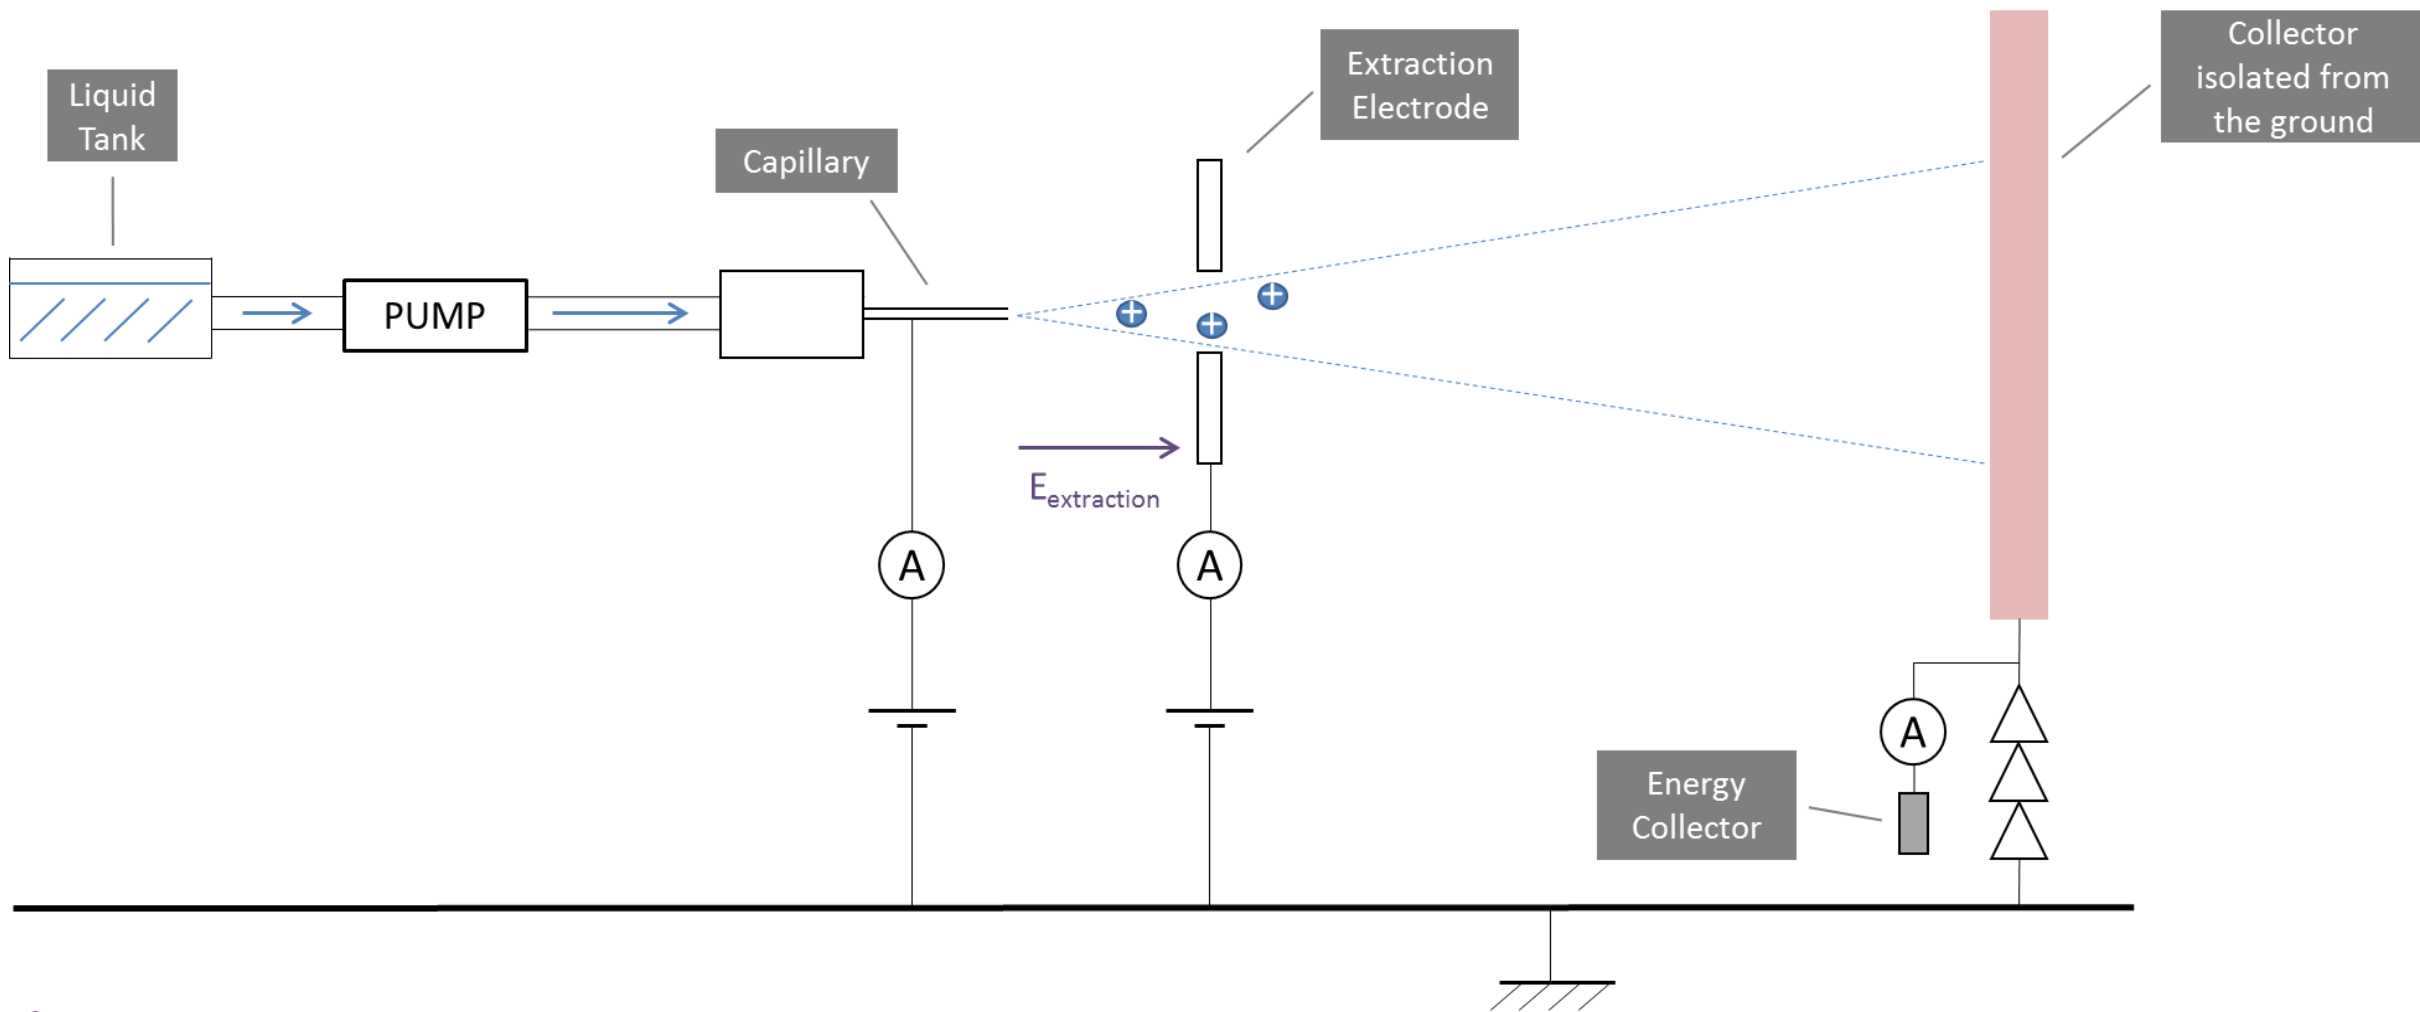 Liquid
Tank
Capillary
Extraction
Electrode
Collector
isolated from
the ground
PUMP
+
+
+
Eextraction
A
A
A
Energy
Collector